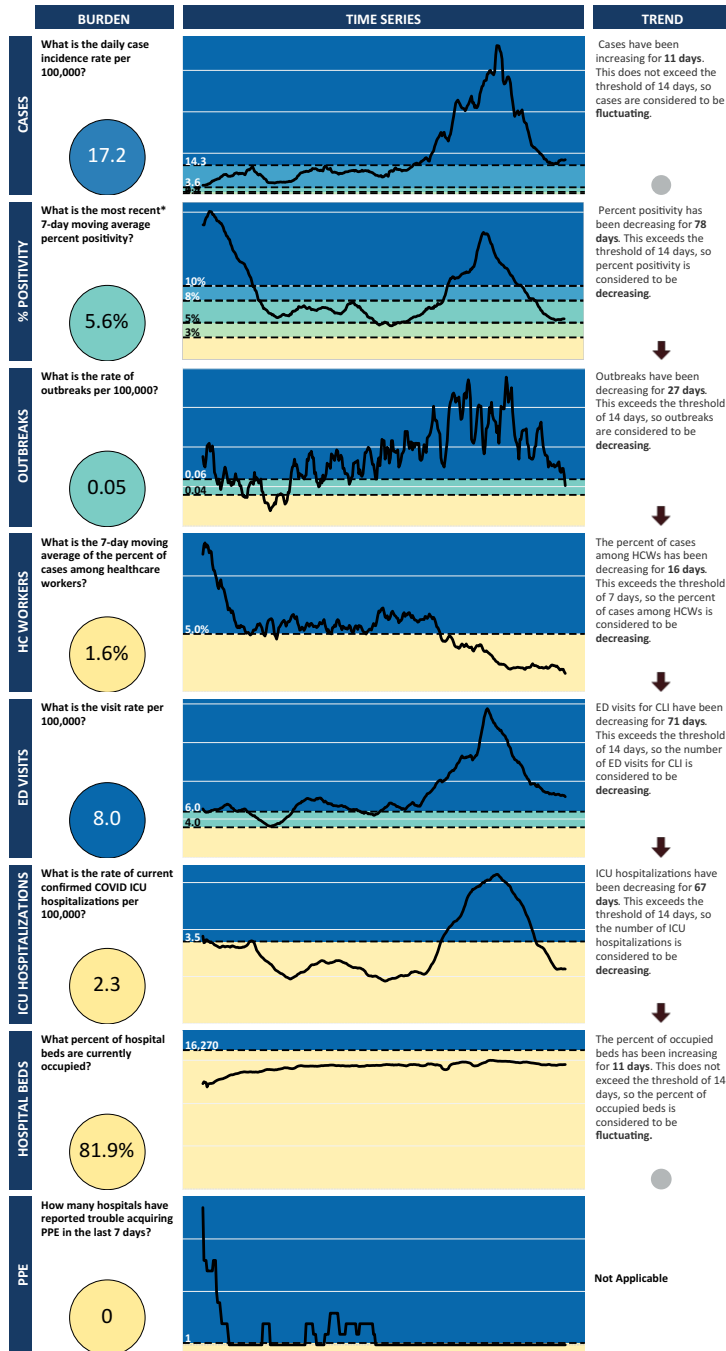 BURDEN
TIME SERIES
TREND
CASES
What is the daily case
incidence rate per
100,000?
17.2
14.3
3.6
Cases have been
increasing for 11 days.
This does not exceed the
threshold of 14 days, so
cases are considered to be
fluctuating.
% POSITIVITY
What is the most recent*
7-day moving average
percent positivity?
5.6%
10%
8%
5%
3%
Percent positivity has
been decreasing for 78
days. This exceeds the
threshold of 14 days, so
percent positivity is
considered to be
decreasing.
OUTBREAKS
What is the rate of
outbreaks per 100,000?
0.05
0.06
0.04
Outbreaks have been
decreasing for 27 days.
This exceeds the threshold
of 14 days, so outbreaks
are considered to be
decreasing.
HC WORKERS
What is the 7-day moving
average of the percent of
cases among healthcare
workers?
1.6%
5.0%
The percent of cases
among HCWs has been
decreasing for 16 days.
This exceeds the threshold
of 7 days, so the percent
of cases among HCWs is
considered to be
decreasing.
ED VISITS
What is the visit rate per
100,000?
8.0
6.0
4.0
ED visits for CLI have been
decreasing for 71 days.
This exceeds the threshold
of 14 days, so the number
of ED visits for CLI is
considered to be
decreasing.
ICU HOSPITALIZATIONS
What is the rate of current
confirmed COVID ICU
hospitalizations per
100,000?
2.3
3.5
ICU hospitalizations have
been decreasing for 67
days. This exceeds the
threshold of 14 days, so
the number of ICU
hospitalizations is
considered to be
decreasing.
HOSPITAL BEDS
What percent of hospital
beds are currently
occupied?
81.9%
16,270
The percent of occupied
beds has been increasing
for 11 days. This does not
exceed the threshold of 14
days, so the percent of
occupied beds is
considered to be
fluctuating.
PPE
How many hospitals have
reported trouble acquiring
PPE in the last 7 days?
0
1
Not Applicable